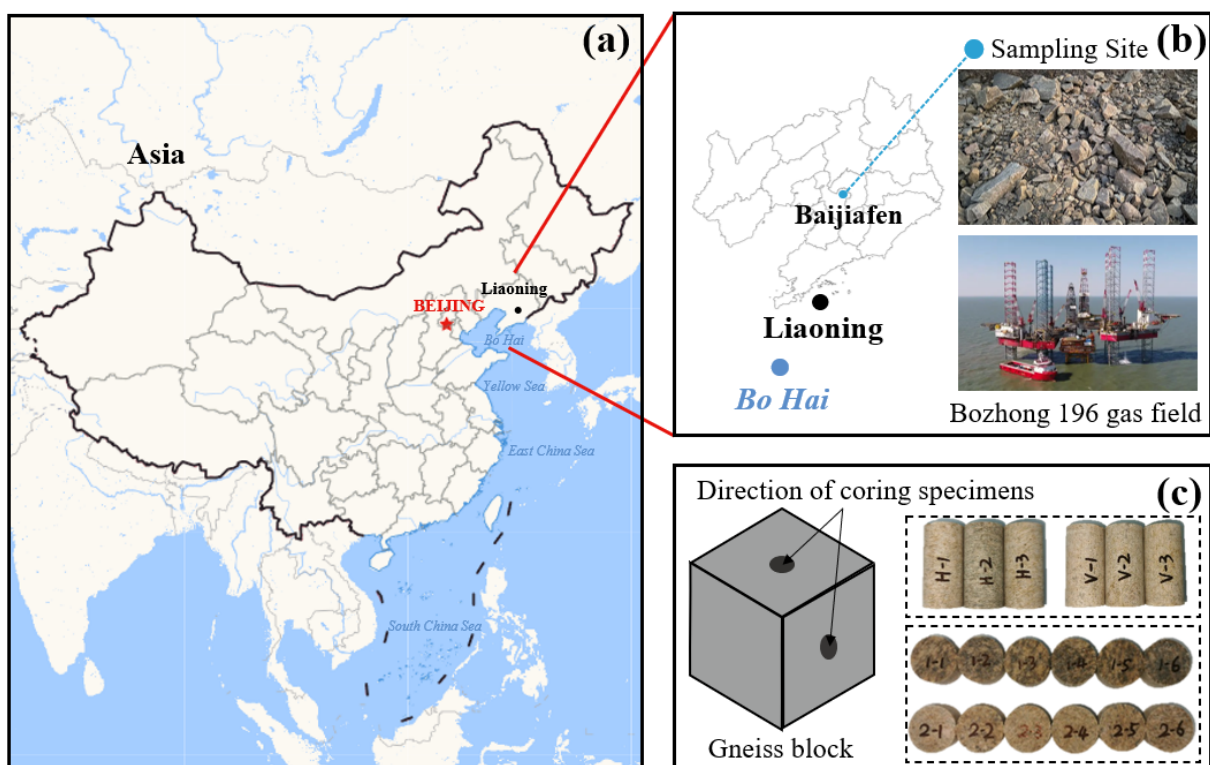 (a)
Asia
Liaoning
BEIJING
Bo Hai
Yellow Sea
East China Sea
South China Sea
(b)
Sampling Site
Baijiafen
Liaoning
Bo Hai
Bozhong 196 gas field
(c)
Direction of coring specimens
Gneiss block
H-1
H-2
H-3
V-1
V-2
V-3
1-1
1-2
1-3
1-4
1-5
1-6
2-1
2-2
2-3
2-4
2-5
2-6